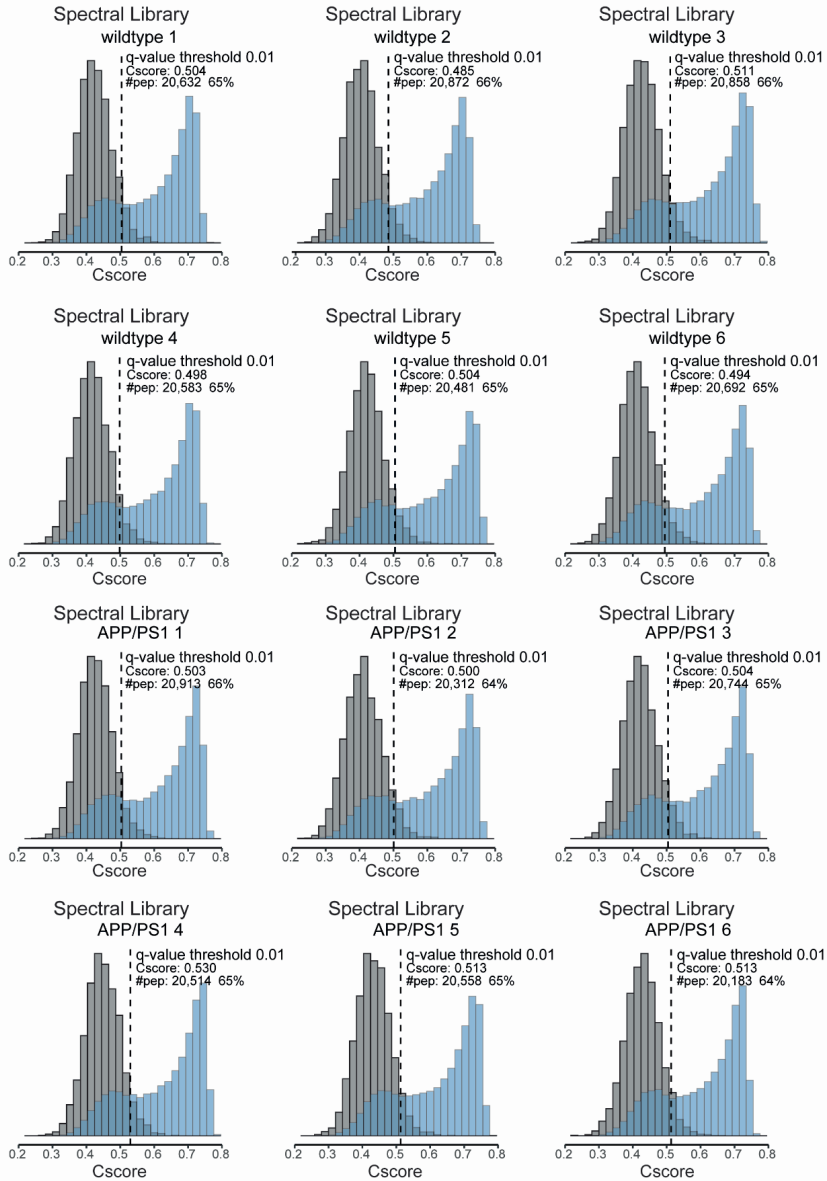 Spectral Library
wildtype 1
q-value threshold 0.01
Cscore: 0.504
#pep: 20,632 65%
0.2 0.3 0.4 0.5 0.6 0.7 0.8
Cscore
Spectral Library
wildtype 2
q-value threshold 0.01
Cscore: 0.485
#pep: 20,872 66%
0.2 0.3 0.4 0.5 0.6 0.7 0.8
Cscore
Spectral Library
wildtype 3
q-value threshold 0.01
Cscore: 0.511
#pep: 20,858 66%
0.2 0.3 0.4 0.5 0.6 0.7 0.8
Cscore
Spectral Library
wildtype 4
q-value threshold 0.01
Cscore: 0.498
#pep: 20,583 65%
0.2 0.3 0.4 0.5 0.6 0.7 0.8
Cscore
Spectral Library
wildtype 5
q-value threshold 0.01
Cscore: 0.504
#pep: 20,481 65%
0.2 0.3 0.4 0.5 0.6 0.7 0.8
Cscore
Spectral Library
wildtype 6
q-value threshold 0.01
Cscore: 0.494
#pep: 20,692 65%
0.2 0.3 0.4 0.5 0.6 0.7 0.8
Cscore
Spectral Library
APP/PS1 1
q-value threshold 0.01
Cscore: 0.503
#pep: 20,913 66%
0.2 0.3 0.4 0.5 0.6 0.7 0.8
Cscore
Spectral Library
APP/PS1 2
q-value threshold 0.01
Cscore: 0.500
#pep: 20,312 64%
0.2 0.3 0.4 0.5 0.6 0.7 0.8
Cscore
Spectral Library
APP/PS1 3
q-value threshold 0.01
Cscore: 0.504
#pep: 20,744 65%
0.2 0.3 0.4 0.5 0.6 0.7 0.8
Cscore
Spectral Library
APP/PS1 4
q-value threshold 0.01
Cscore: 0.530
#pep: 20,514 65%
0.2 0.3 0.4 0.5 0.6 0.7 0.8
Cscore
Spectral Library
APP/PS1 5
q-value threshold 0.01
Cscore: 0.513
#pep: 20,558 65%
0.2 0.3 0.4 0.5 0.6 0.7 0.8
Cscore
Spectral Library
APP/PS1 6
q-value threshold 0.01
Cscore: 0.513
#pep: 20,183 64%
0.2 0.3 0.4 0.5 0.6 0.7 0.8
Cscore